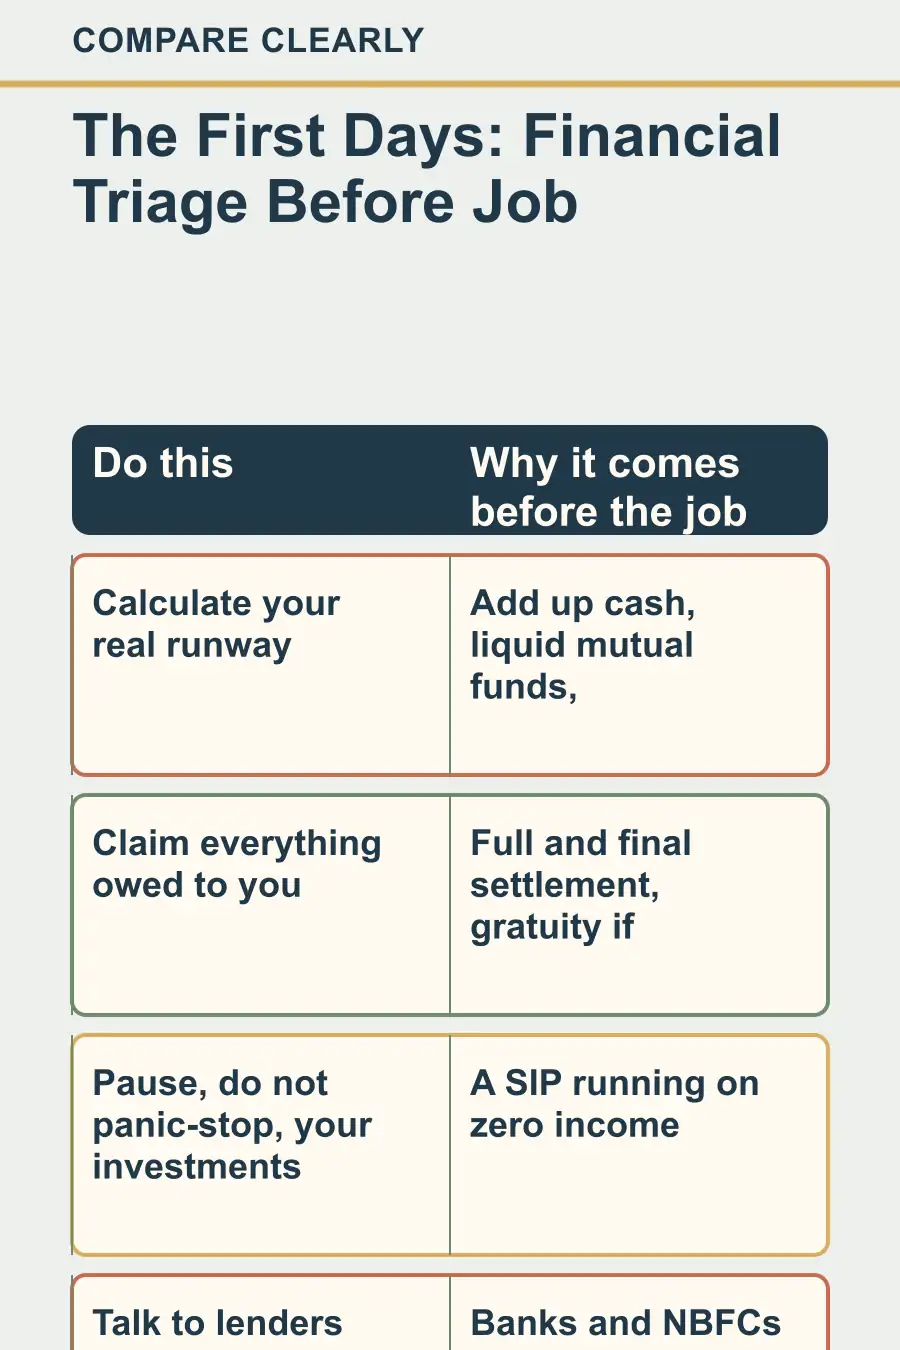 COMPARE CLEARLY
The First Days: Financial
Triage Before Job
Do this
Why it comes
before the job
Calculate your
real runway
Add up cash,
liquid mutual
funds,
Claim everything
owed to you
Full and final
settlement,
gratuity if
Pause, do not
panic-stop, your
investments
A SIP running on
zero income
Talk to lenders
Banks and NBFCs